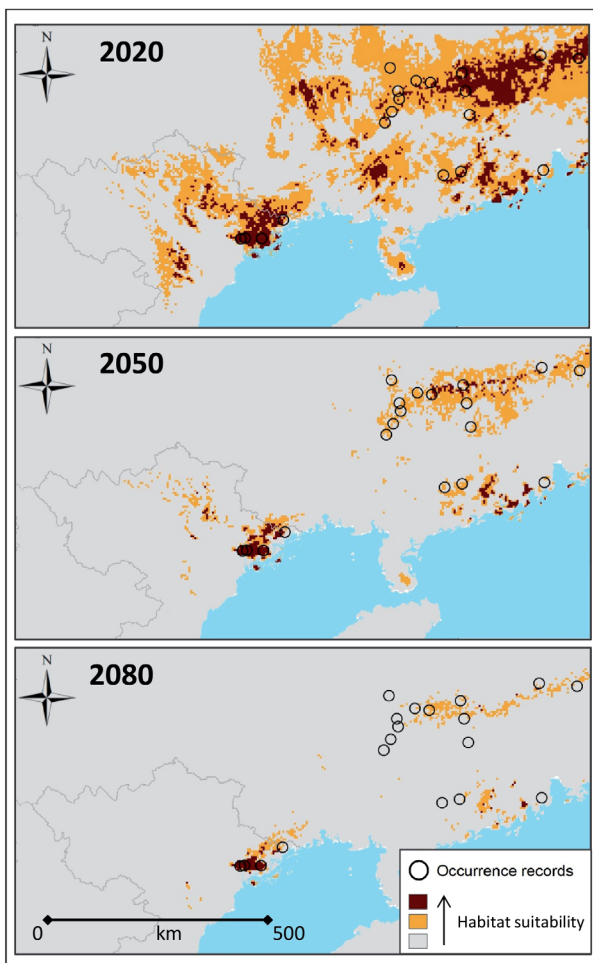 N
2020
N
2050
N
2080
Occurrence records
Habitat suitability
0 km 500